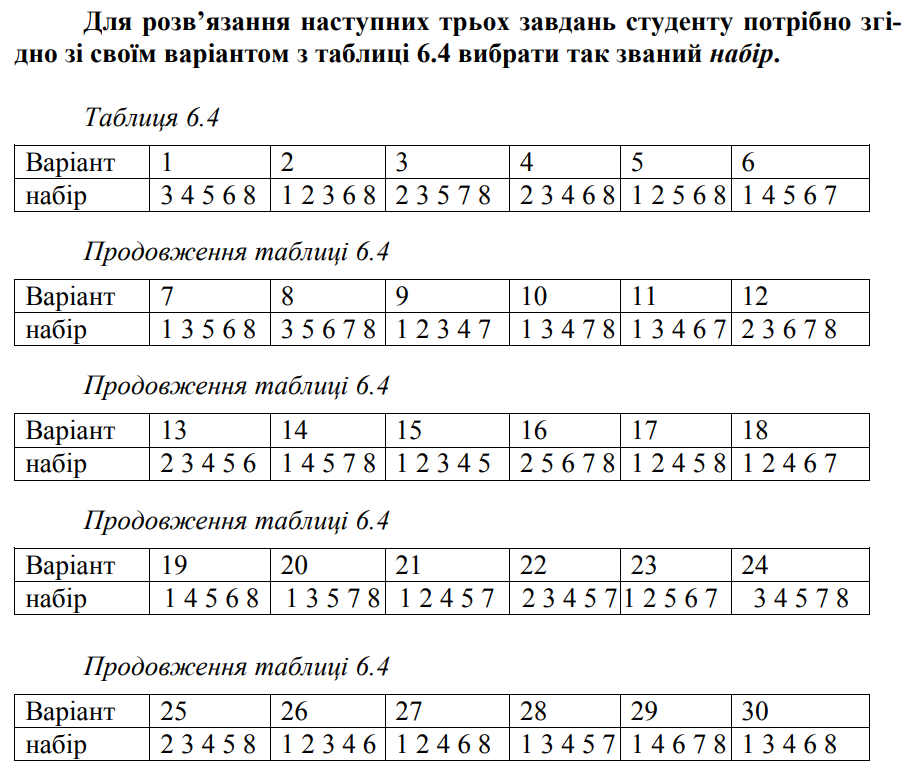 Для розв’язання наступних трьох завдань студенту потрібно згі-
дно зі своїм варіантом з таблиці 6.4 вибрати так званий набір.
Таблиця 6.4
Варіант 1 2 3 4 5 6
набір 3 4 5 6 8 1 2 3 6 8 2 3 5 7 8 2 3 4 6 8 1 2 5 6 8 1 4 5 6 7
Продовження таблиці 6.4
Варіант 7 8 9 10 11 12
набір 1 3 5 6 8 3 5 6 7 8 1 2 3 4 7 1 3 4 7 8 1 3 4 6 7 2 3 6 7 8
Продовження таблиці 6.4
Варіант 13 14 15 16 17 18
набір 2 3 4 5 6 1 4 5 7 8 1 2 3 4 5 2 5 6 7 8 1 2 4 5 8 1 2 4 6 7
Продовження таблиці 6.4
Варіант 19 20 21 22 23 24
набір 1 4 5 6 8 1 3 5 7 8 1 2 4 5 7 2 3 4 5 7 1 2 5 6 7 3 4 5 7 8
Продовження таблиці 6.4
Варіант 25 26 27 28 29 30
набір 2 3 4 5 8 1 2 3 4 6 1 2 4 6 8 1 3 4 5 7 1 4 6 7 8 1 3 4 6 8